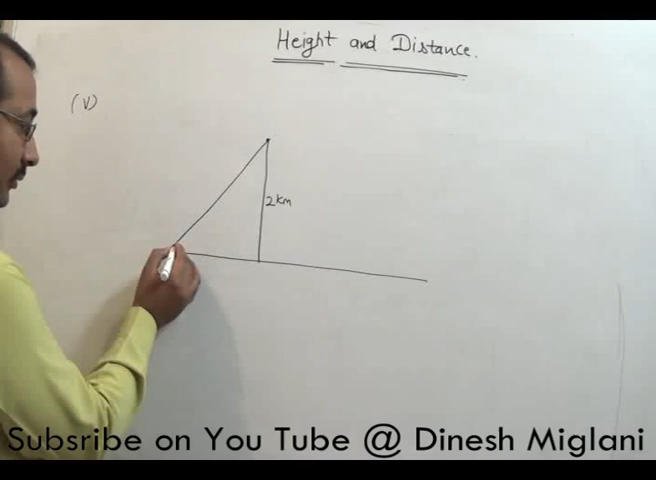 Height and Distance.
(V)
2km
Subsribe on You Tube @ Dinesh Miglani